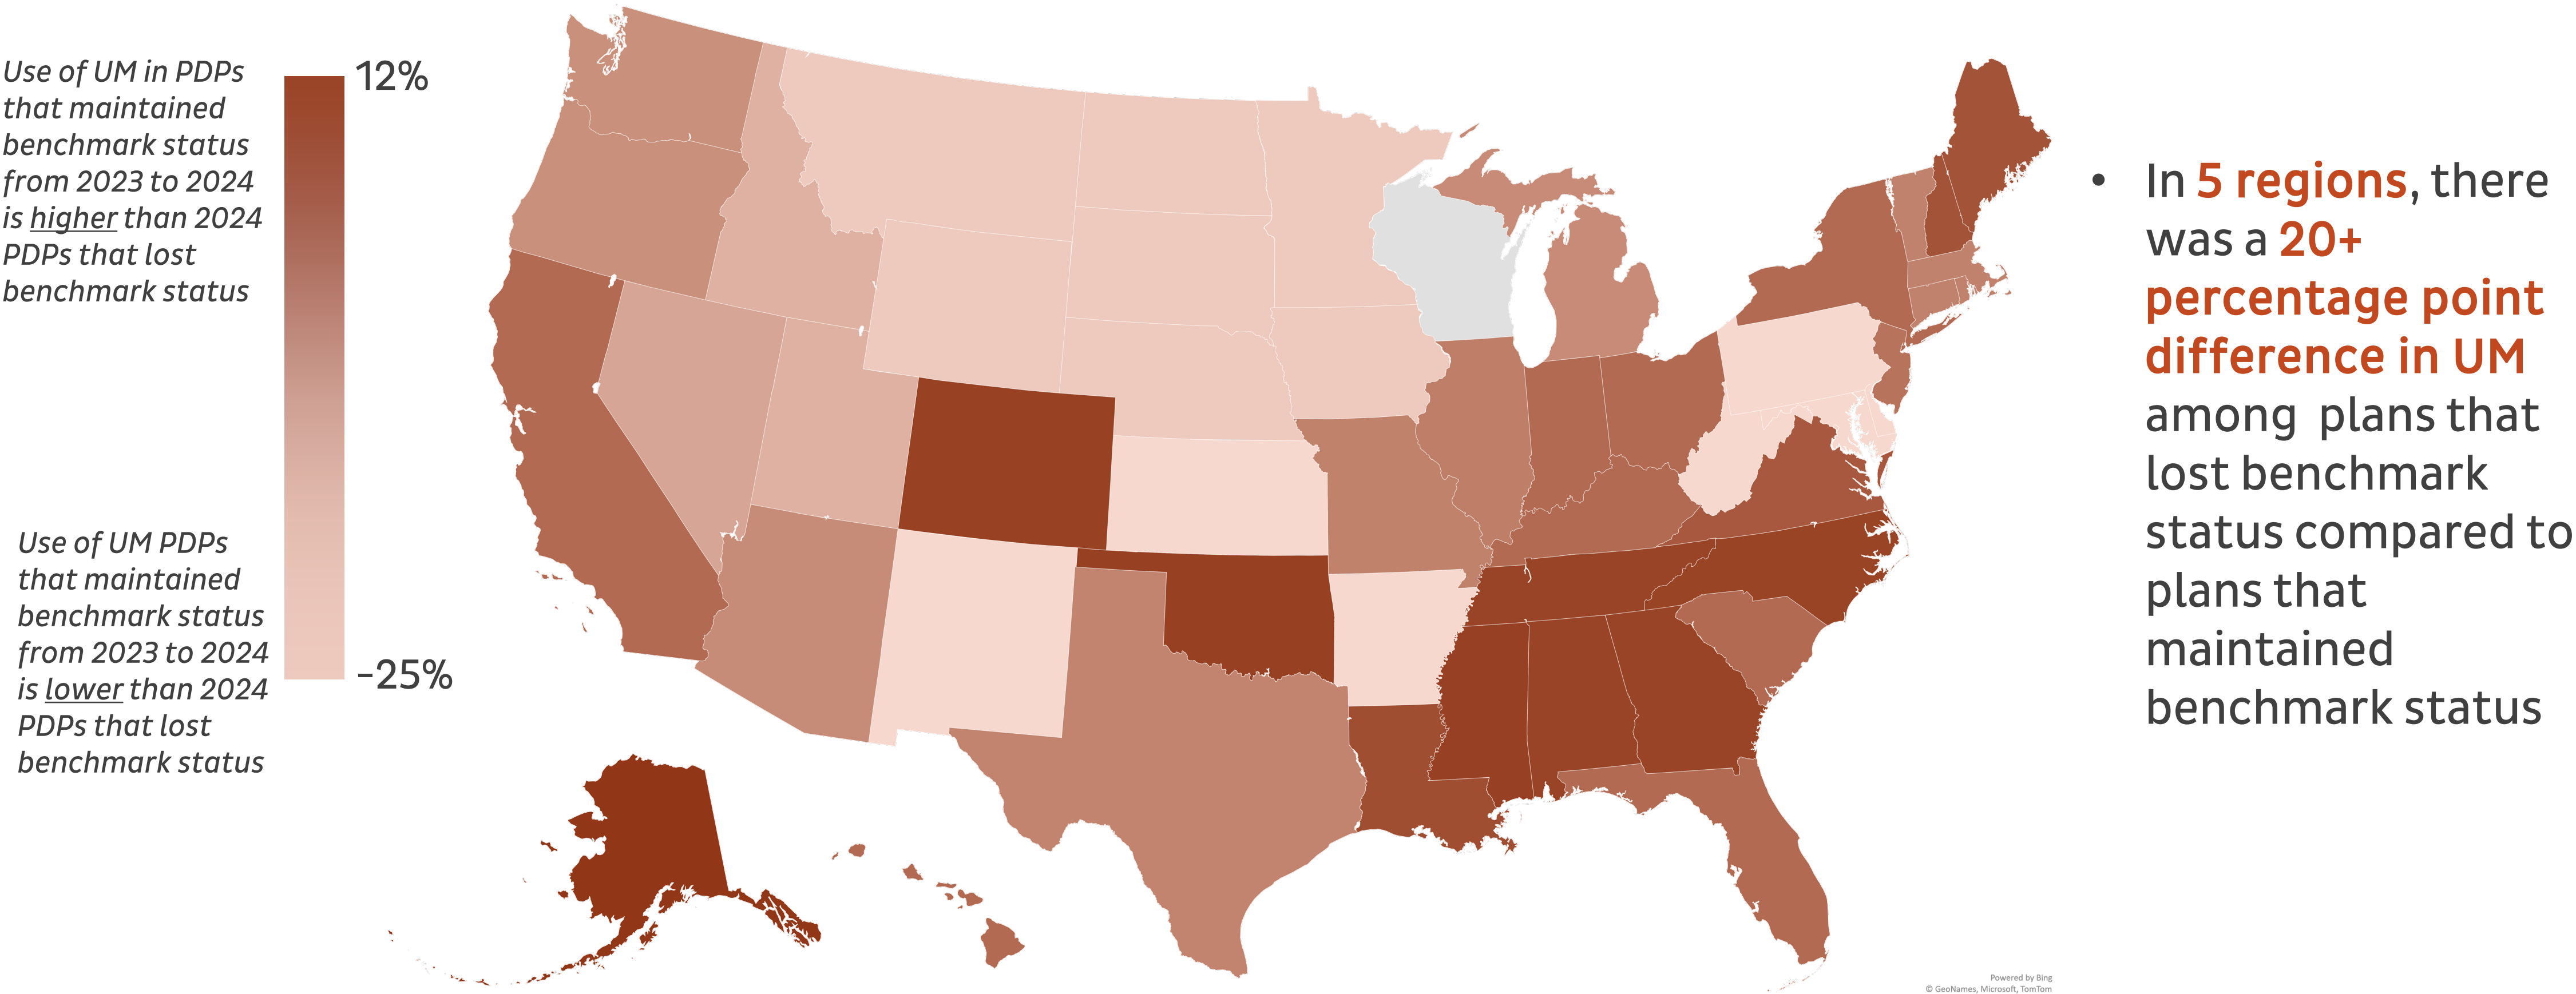 Use of UM in PDPs
that maintained
benchmark status
from 2023 to 2024
is higher than 2024
PDPs that lost
benchmark status
12%
Use of UM PDPs
that maintained
benchmark status
from 2023 to 2024
is lower than 2024
PDPs that lost
benchmark status
-25%
• In 5 regions, there
was a 20+
percentage point
difference in UM
among plans that
lost benchmark
status compared to
plans that
maintained
benchmark status
Powered by Bing
© GeoNames, Microsoft, TomTom